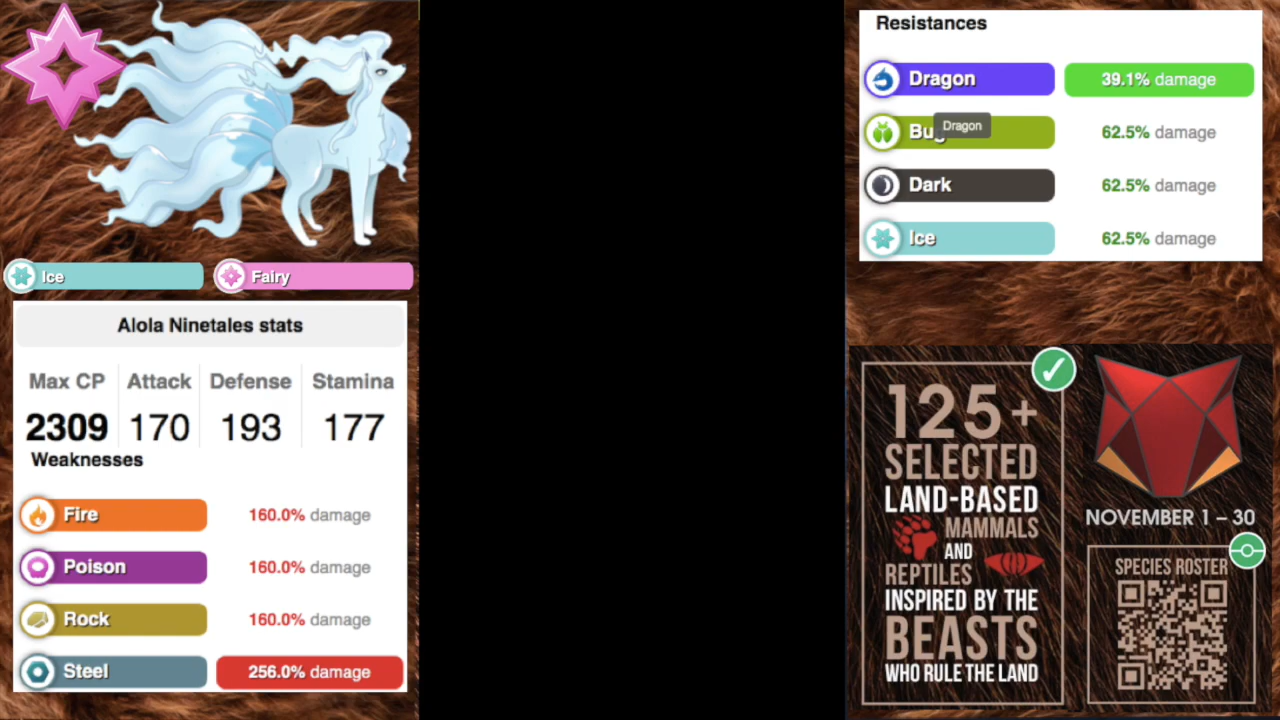 Ice Fairy
Alola Ninetales stats
Max CP Attack Defense Stamina
2309 170 193 177
Weaknesses
Fire 160.0% damage
Poison 160.0% damage
Rock 160.0% damage
Steel 256.0% damage
Resistances
Dragon 39.1% damage
Bug 62.5% damage
Dragon
Dark 62.5% damage
Ice 62.5% damage
125+
SELECTED
LAND-BASED
MAMMALS
AND
REPTILES
INSPIRED BY THE
BEASTS
WHO RULE THE LAND
NOVEMBER 1 – 30
SPECIES ROSTER